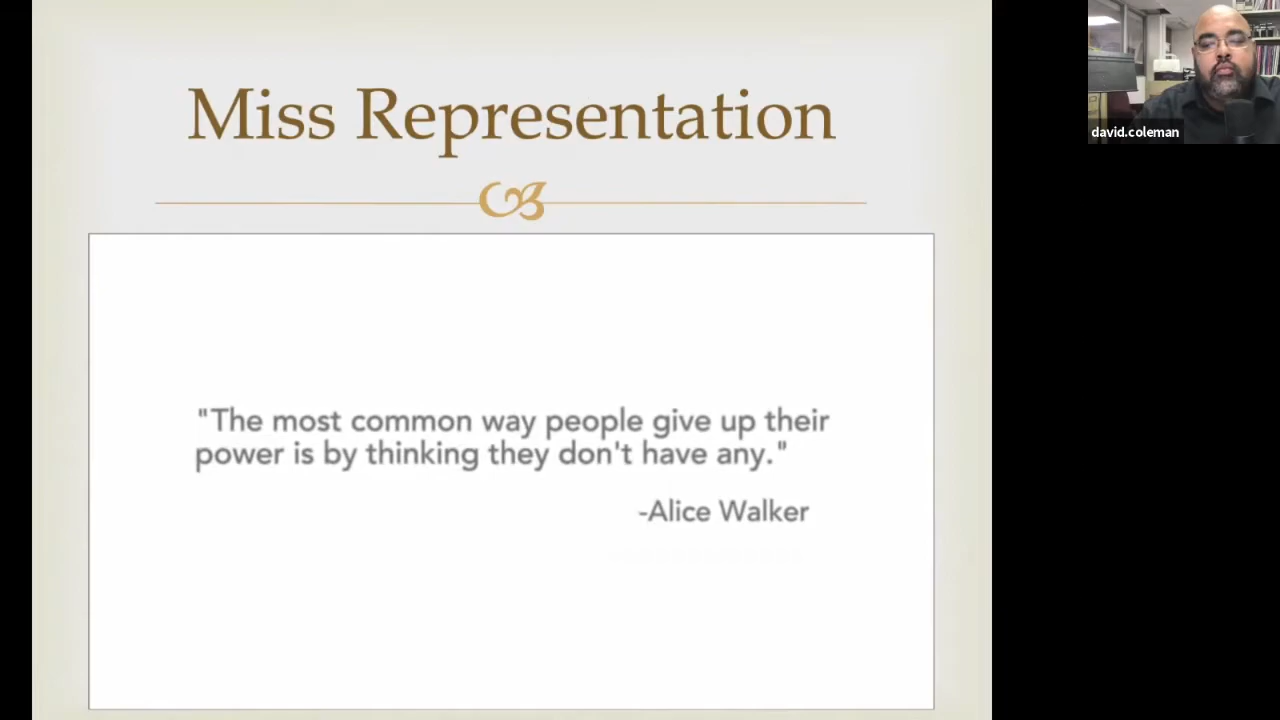 Miss Representation
"The most common way people give up their
power is by thinking they don't have any."
-Alice Walker
david.coleman